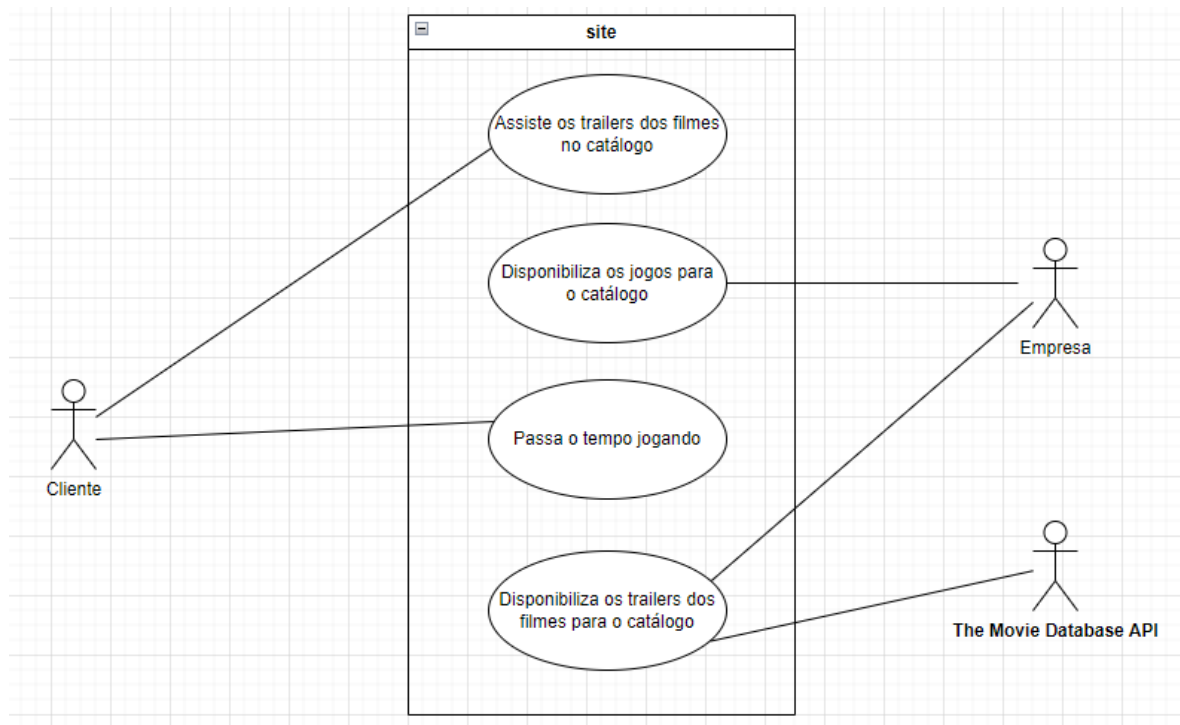 site
Assiste os trailers dos filmes
no catálogo
Disponibiliza os jogos para
o catálogo
Empresa
Passa o tempo jogando
Cliente
Disponibiliza os trailers dos
filmes para o catálogo
The Movie Database API